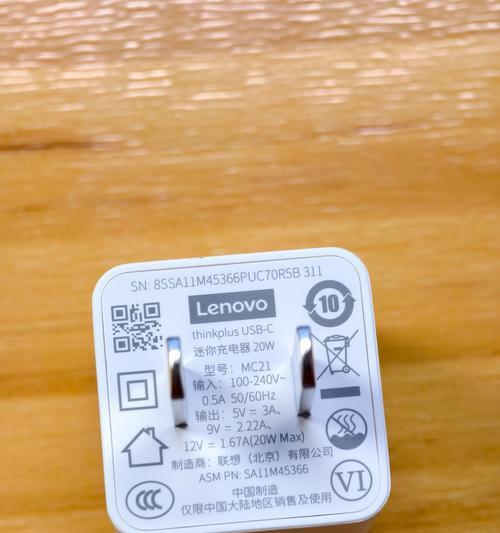 SN: 8SSA11M45366PUC70R5B 311
Lenovo
10
thinkplus USB-C
迷你充电器 20W
型号: MC21
输入: 100-240V~
0.5A 50/60Hz
输出: 5V = 3A、
9V = 2.22A、
12V = 1.67A(20W Max)
制造商: 联想（北京）有限公司
ASM PN: SA11M45366
中国制造
仅限中国大陆地区销售及使用
CCC
VI